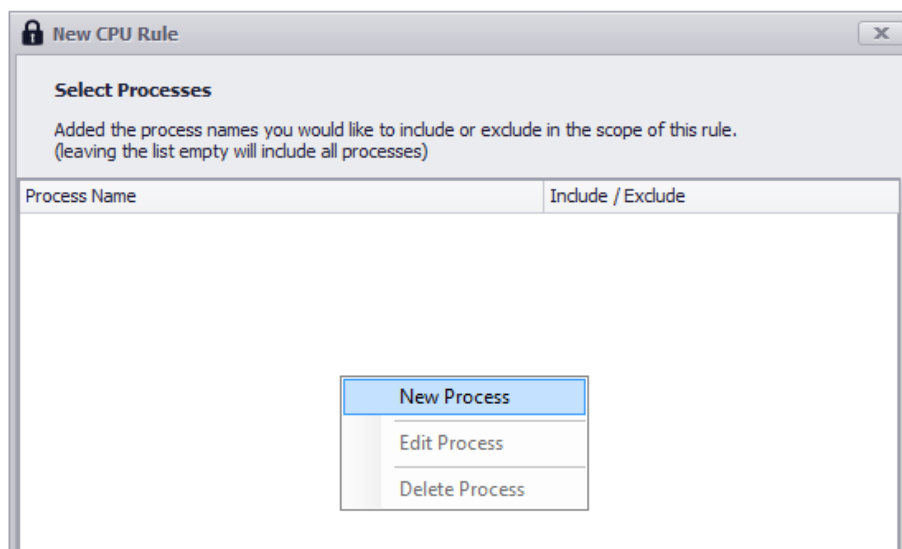 New CPU Rule
Select Processes
Added the process names you would like to include or exclude in the scope of this rule.
(leaving the list empty will include all processes)
Process Name Include / Exclude
New Process
Edit Process
Delete Process